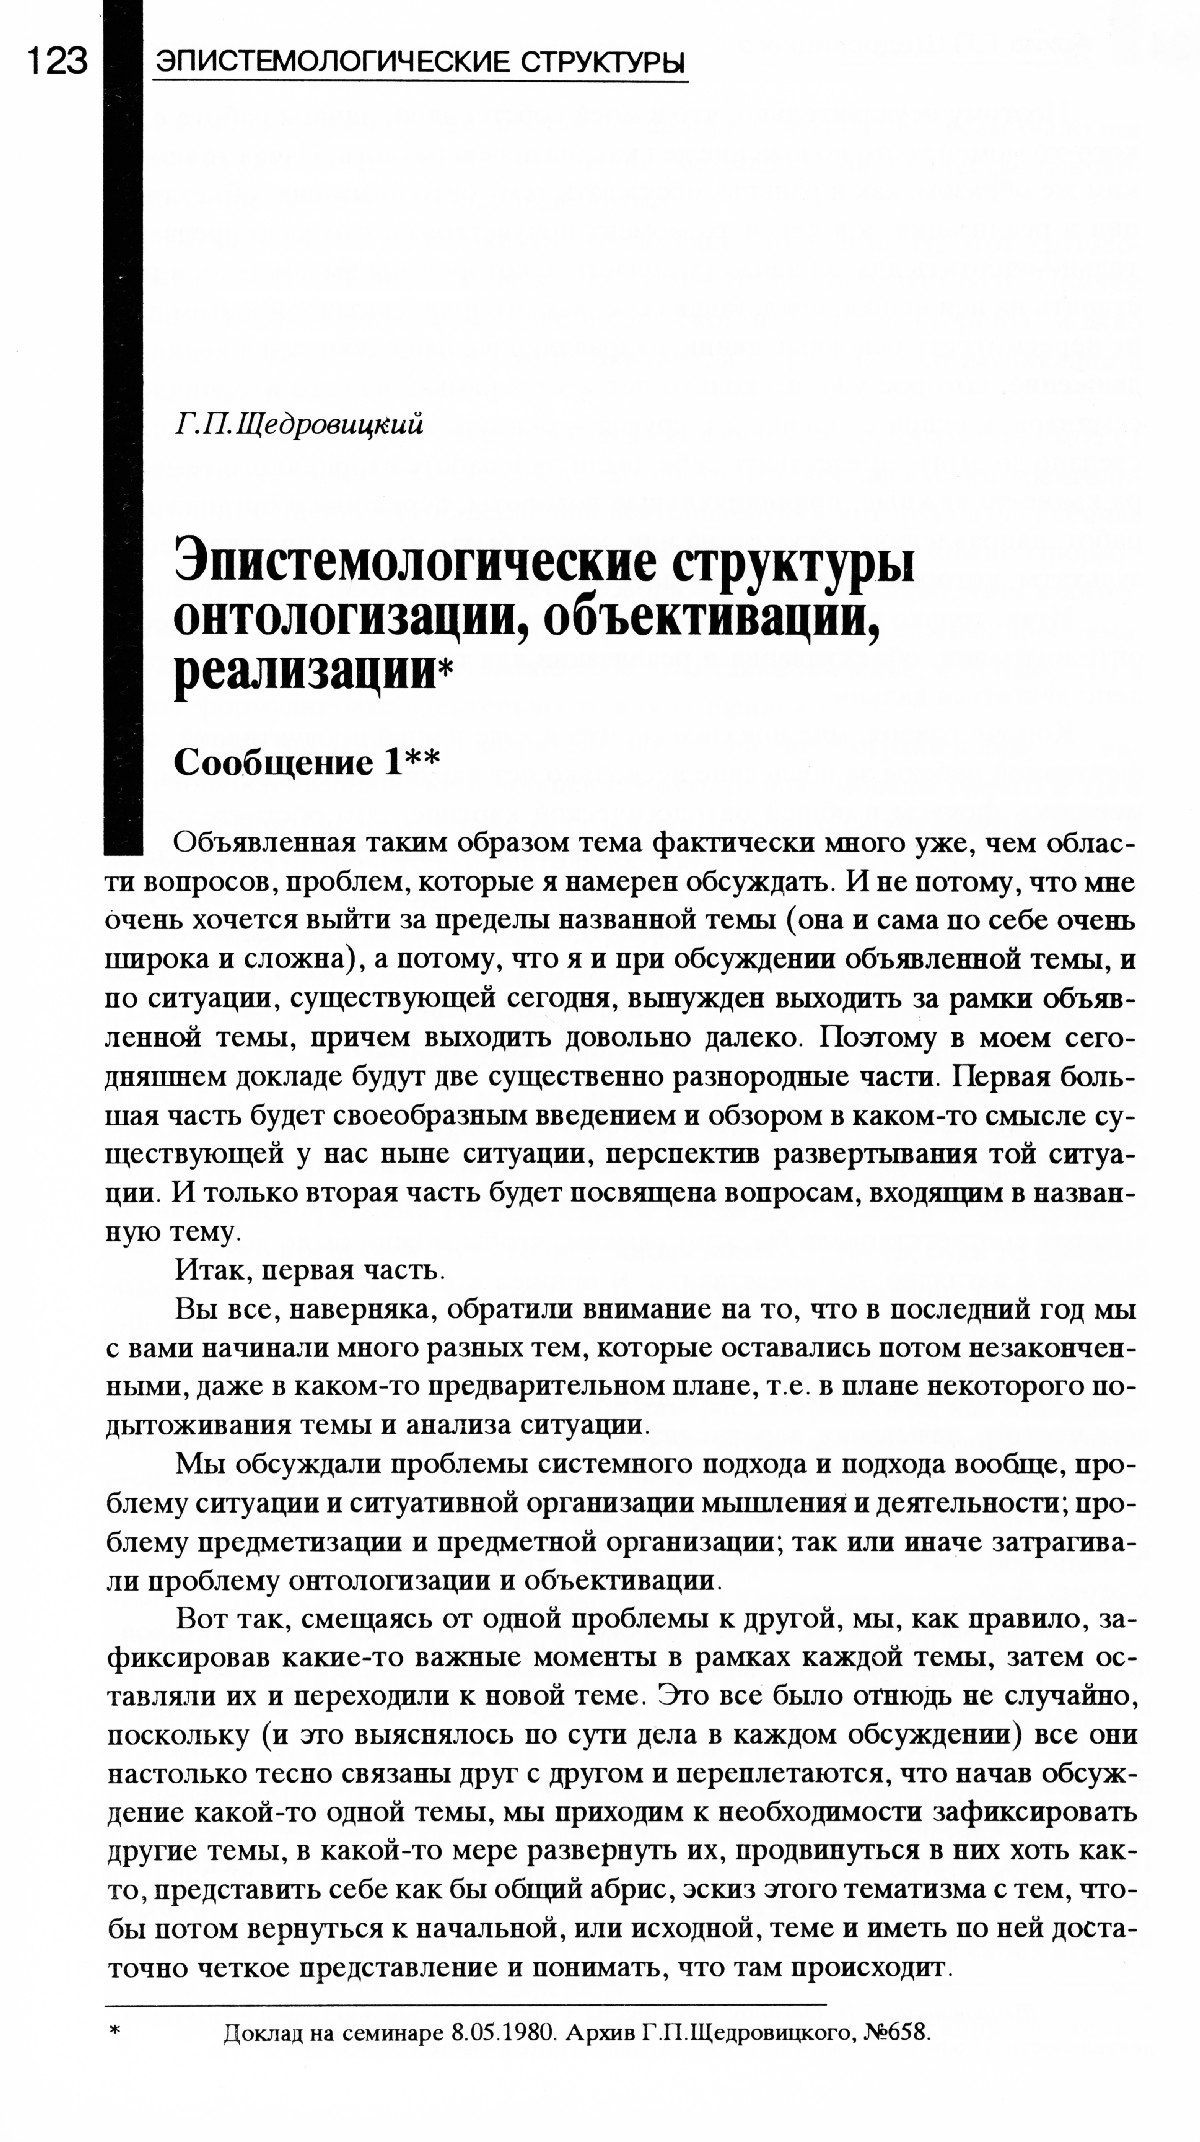 123
ЭПИСТЕМОЛОГИЧЕСКИЕ СТРУКТУРЫ
Г.П.Щедровицкий
Эпистемологические структуры
онтологизации, объективации,
реализации*
Сообщение 1**
Объявленная таким образом тема фактически много уже, чем облас-
ти вопросов, проблем, которые я намерен обсуждать. И не потому, что мне
очень хочется выйти за пределы названной темы (она и сама по себе очень
широка и сложна), а потому, что я и при обсуждении объявленной темы, и
по ситуации, существующей сегодня, вынужден выходить за рамки объяв-
ленной темы, причем выходить довольно далеко. Поэтому в моем сего-
дняшнем докладе будут две существенно разнородные части. Первая боль-
шая часть будет своеобразным введением и обзором в каком-то смысле су-
ществующей у нас ныне ситуации, перспектив развертывания той ситуа-
ции. И только вторая часть будет посвящена вопросам, входящим в назван-
ную тему.
Итак, первая часть.
Вы все, наверняка, обратили внимание на то, что в последний год мы
с вами начинали много разных тем, которые оставались потом незакончен-
ными, даже в каком-то предварительном плане, т.е. в плане некоторого по-
дытоживания темы и анализа ситуации.
Мы обсуждали проблемы системного подхода и подхода вообще, про-
блему ситуации и ситуативной организации мышления и деятельности; про-
блему предметизации и предметной организации; так или иначе затрагива-
ли проблему онтологизации и объективации.
Вот так, смещаясь от одной проблемы к другой, мы, как правило, за-
фиксировав какие-то важные моменты в рамках каждой темы, затем ос-
тавляли их и переходили к новой теме. Это все было отнюдь не случайно,
поскольку (и это выяснялось по сути дела в каждом обсуждении) все они
настолько тесно связаны друг с другом и переплетаются, что начав обсуж-
дение какой-то одной темы, мы приходим к необходимости зафиксировать
другие темы, в какой-то мере развернуть их, продвинуться в них хоть как-
то, представить себе как бы общий абрис, эскиз этого тематизма с тем, что-
бы потом вернуться к начальной, или исходной, теме и иметь по ней доста-
точно четкое представление и понимать, что там происходит.
* Доклад на семинаре 8.05.1980. Архив Г.П.Щедровицкого, №658.